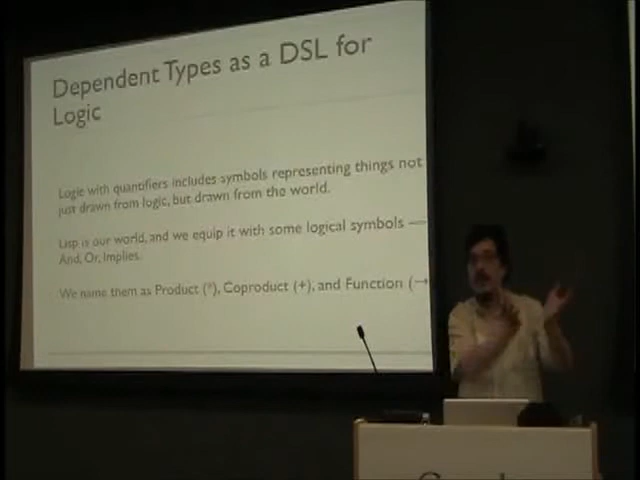 Dependent Types as a DSL for
Logic
Logic with quantifiers includes symbols representing things not
just drawn from logic, but drawn from the world.
Lisp is our world, and we equip it with some logical symbols —
And, Or, Implies.
We name them as Product (*), Coproduct (+), and Function (→